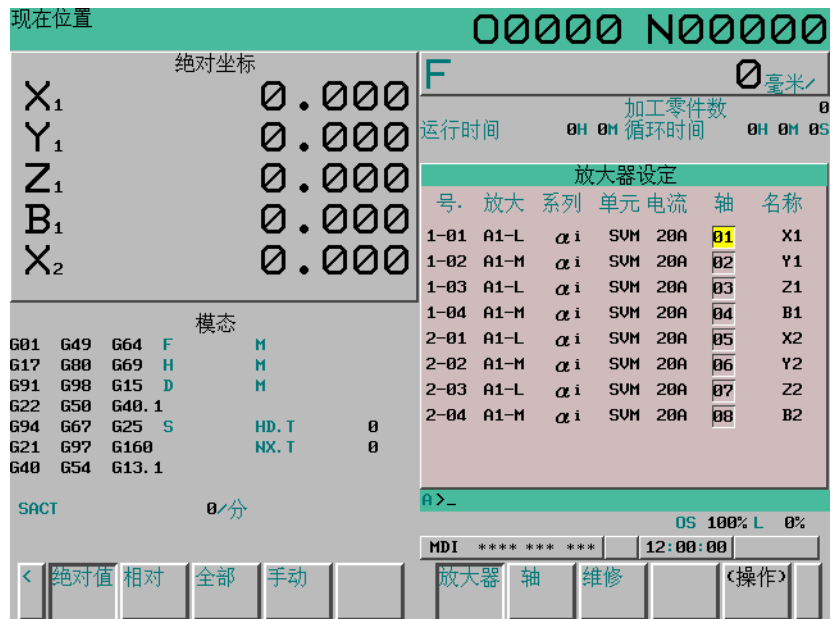 现在位置
O0000 N00000
绝对坐标
X1 0.000
Y1 0.000
Z1 0.000
B1 0.000
X2 0.000
F 0毫米/
加工零件数 0
运行时间 0H 0M 循环时间 0H 0M 0S
放大器设定
号. 放大 系列 单元 电流 轴 名称
1-01 A1-L αi SVM 20A 01 X1
1-02 A1-M αi SVM 20A 02 Y1
1-03 A1-L αi SVM 20A 03 Z1
1-04 A1-M αi SVM 20A 04 B1
2-01 A1-L αi SVM 20A 05 X2
2-02 A1-M αi SVM 20A 06 Y2
2-03 A1-L αi SVM 20A 07 Z2
2-04 A1-M αi SVM 20A 08 B2
模态
G01 G49 G64 F M
G17 G80 G69 H M
G91 G98 G15 D M
G22 G50 G40.1
G94 G67 G25 S HD.T 0
G21 G97 G160 NX.T 0
G40 G54 G13.1
SACT 0/分
A>_
OS 100% L 0%
MDI **** *** *** 12:00:00
< 绝对值 相对 全部 手动
放大器 轴 维修 (操作)